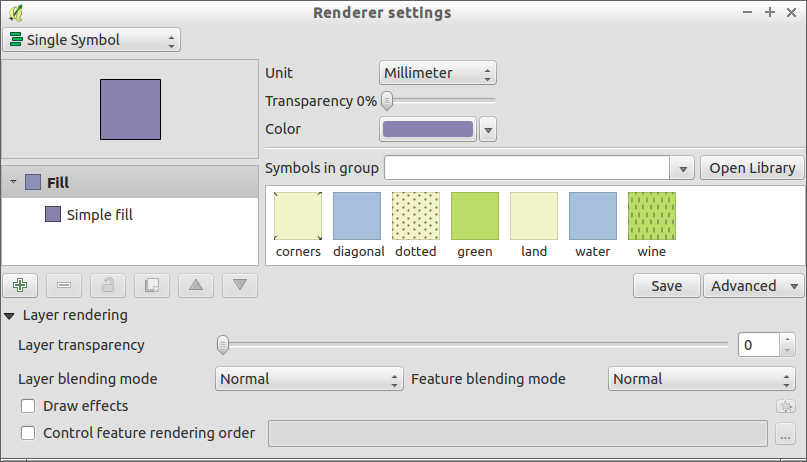 Renderer settings
Single Symbol
Unit Millimeter
Transparency 0%
Color
Symbols in group Open Library
Fill
Simple fill
corners diagonal dotted green land water wine
Save Advanced
Layer rendering
Layer transparency 0
Layer blending mode Normal Feature blending mode Normal
Draw effects
Control feature rendering order ...